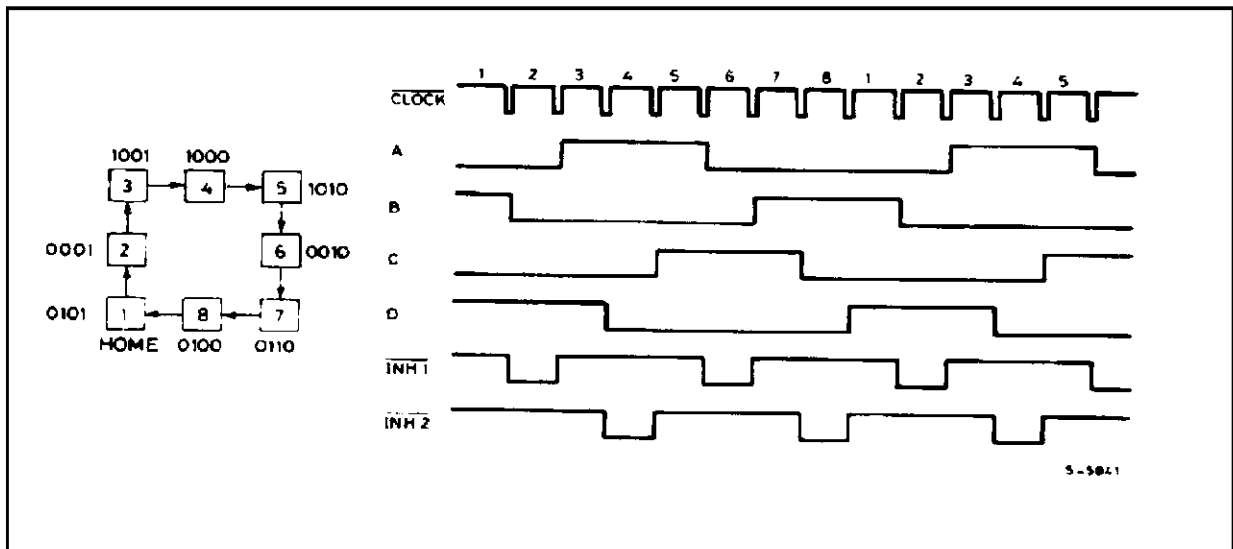 1 2 3 4 5 6 7 8 1 2 3 4 5
CLOCK
A
B
C
D
INH 1
INH 2
1001 1000
3 4 5 1010
0001 2 6 0010
0101 1 8 7
HOME 0100 0110
S-5841